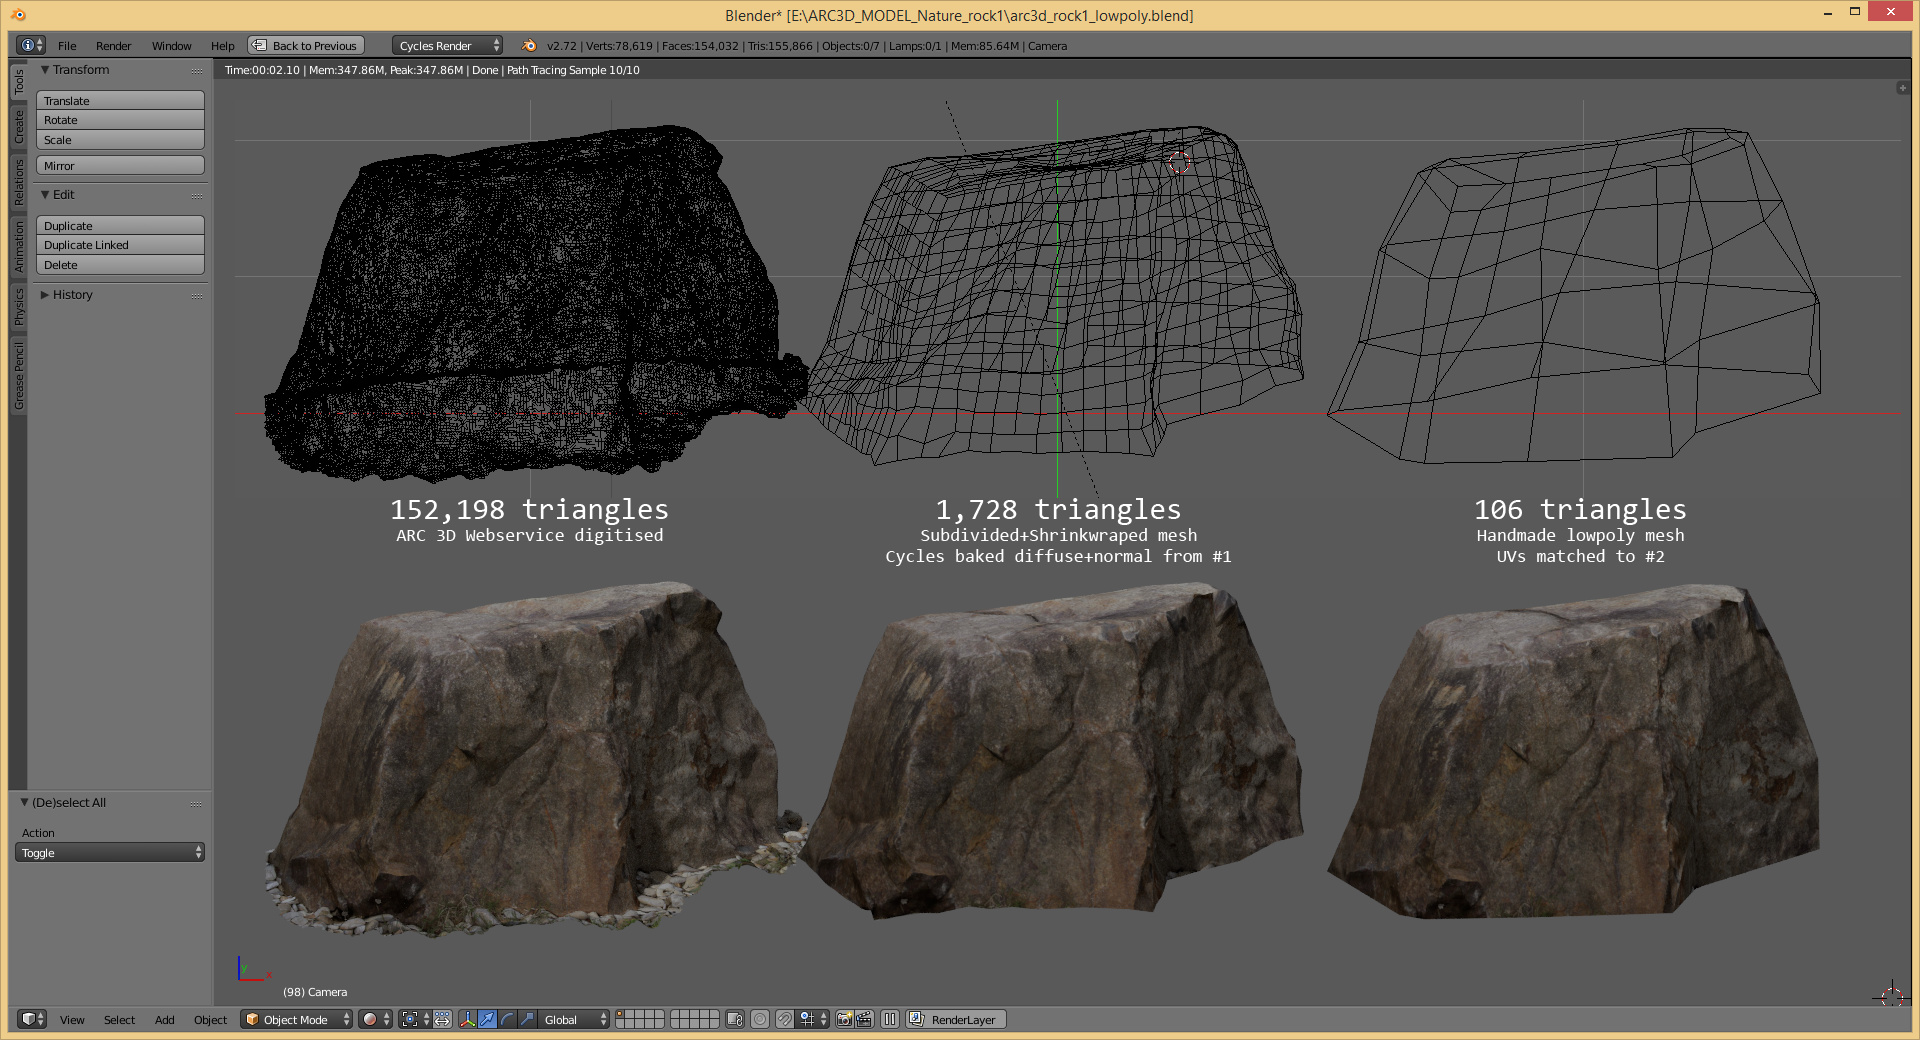 Blender* [E:\ARC3D_MODEL_Nature_rock1\arc3d_rock1_lowpoly.blend]
File Render Window Help Back to Previous Cycles Render v2.72 | Verts:78,619 | Faces:154,032 | Tris:155,866 | Objects:0/7 | Lamps:0/1 | Mem:85.64M | Camera
Time:00:02.10 | Mem:347.86M, Peak:347.86M | Done | Path Tracing Sample 10/10
Tools
Create
Relations
Animation
Physics
Grease Pencil
Transform
Translate
Rotate
Scale
Mirror
Edit
Duplicate
Duplicate Linked
Delete
History
152,198 triangles
ARC 3D Webservice digitised
1,728 triangles
Subdivided+Shrinkwraped mesh
Cycles baked diffuse+normal from #1
106 triangles
Handmade lowpoly mesh
UVs matched to #2
(De)select All
Action
Toggle
y
x
(98) Camera
View Select Add Object Object Mode Global RenderLayer